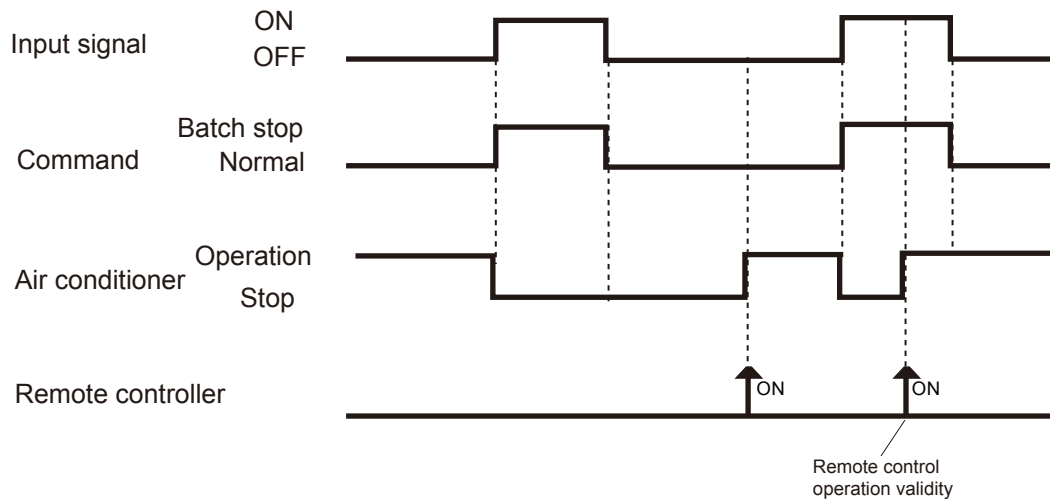 ON
Input signal
OFF
Batch stop
Command
Normal
Operation
Air conditioner
Stop
Remote controller
ON
ON
Remote control
operation validity